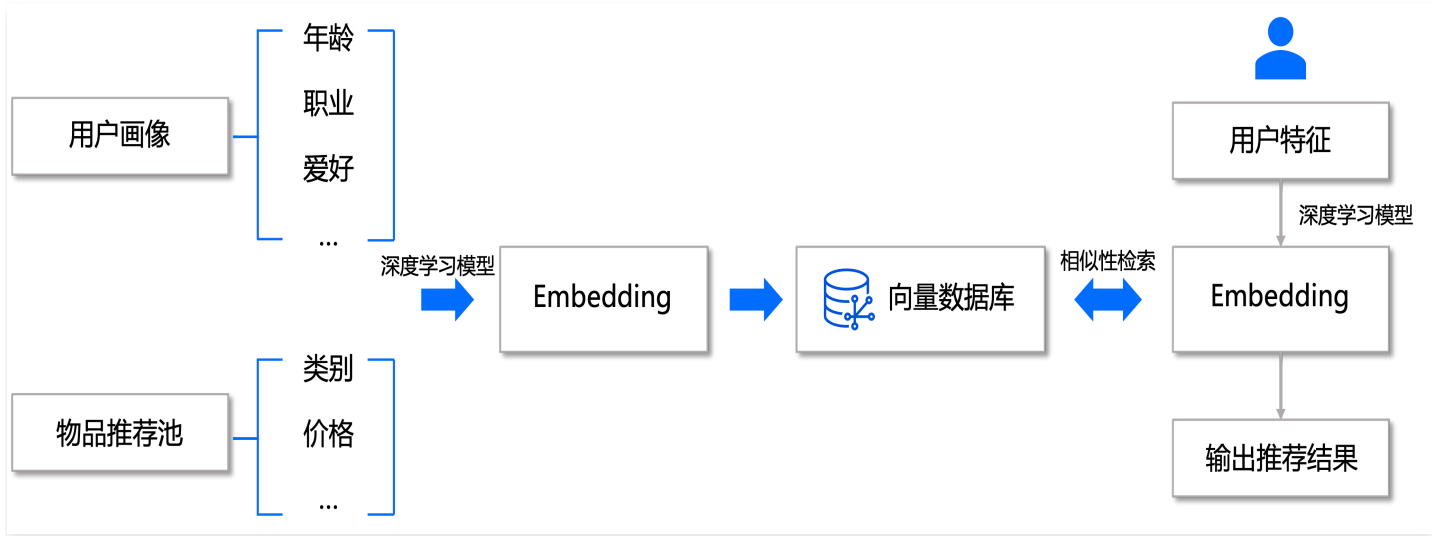 年龄
职业
爱好
...
用户画像
深度学习模型
类别
价格
...
物品推荐池
Embedding
向量数据库
相似性检索
用户特征
深度学习模型
Embedding
输出推荐结果